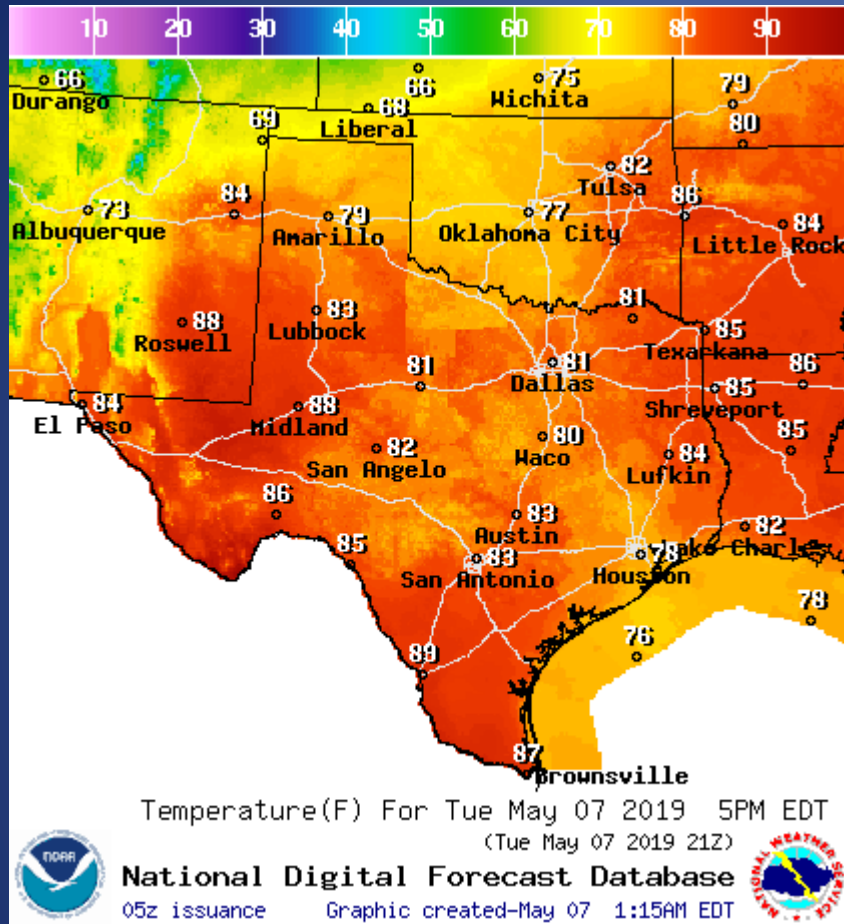 10 20 30 40 50 60 70 80 90
66
Durango
66
68
Liberal
75
Wichita
79
80
69
82
Tulsa
73
Albuquerque
84
79
Amarillo
77
Oklahoma City
86
84
Little Rock
88
Roswell
83
Lubbock
81
85
Texarkana
81
81
Dallas
85
Shreveport
86
84
El Paso
88
Midland
82
San Angelo
80
Waco
84
Lufkin
85
86
83
Austin
82
Lake Charles
85
83
San Antonio
78
Houston
89
76
78
87
Brownsville
Temperature(F) For Tue May 07 2019 5PM EDT
(Tue May 07 2019 21Z)
NOAA
National Digital Forecast Database
05z issuance Graphic created-May 07 1:15AM EDT
NATIONAL WEATHER SERVICE